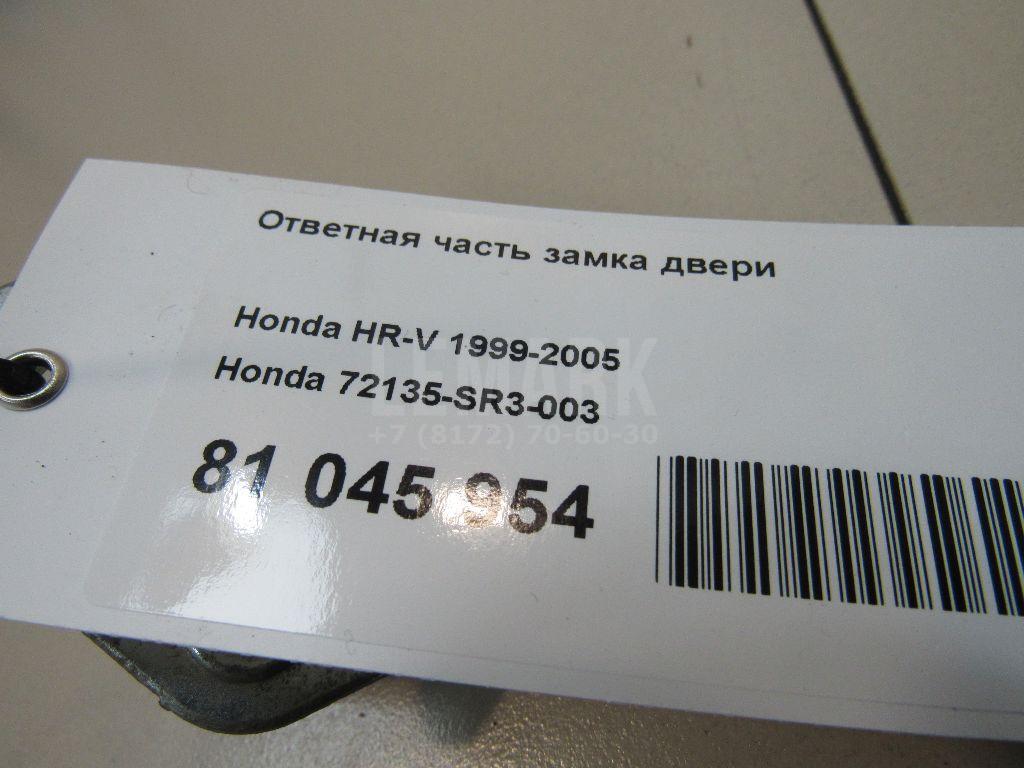 Ответная часть замка двери
Honda HR-V 1999-2005
Honda 72135-SR3-003
LEMARK
+7 (8172) 70-60-30
81 045 954